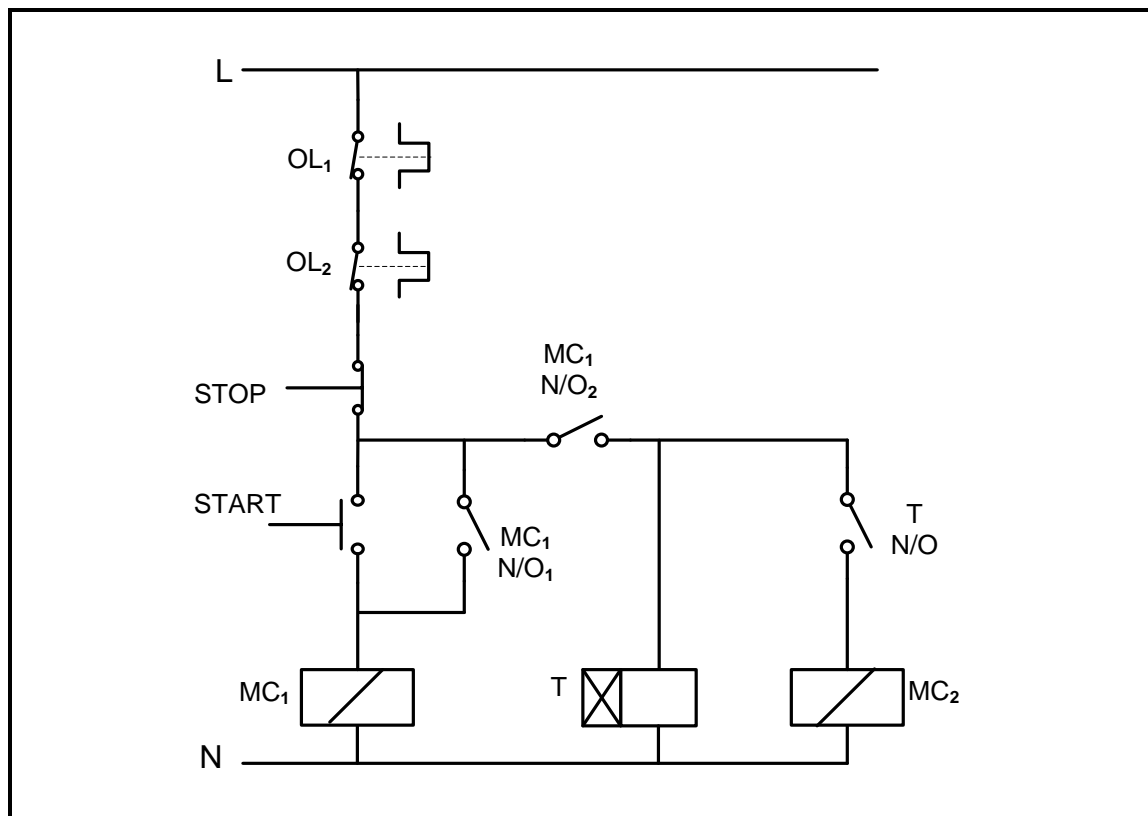 L
OL₁
OL₂
STOP
MC₁
N/O₂
START
MC₁
N/O₁
T
N/O
MC₁
T
MC₂
N